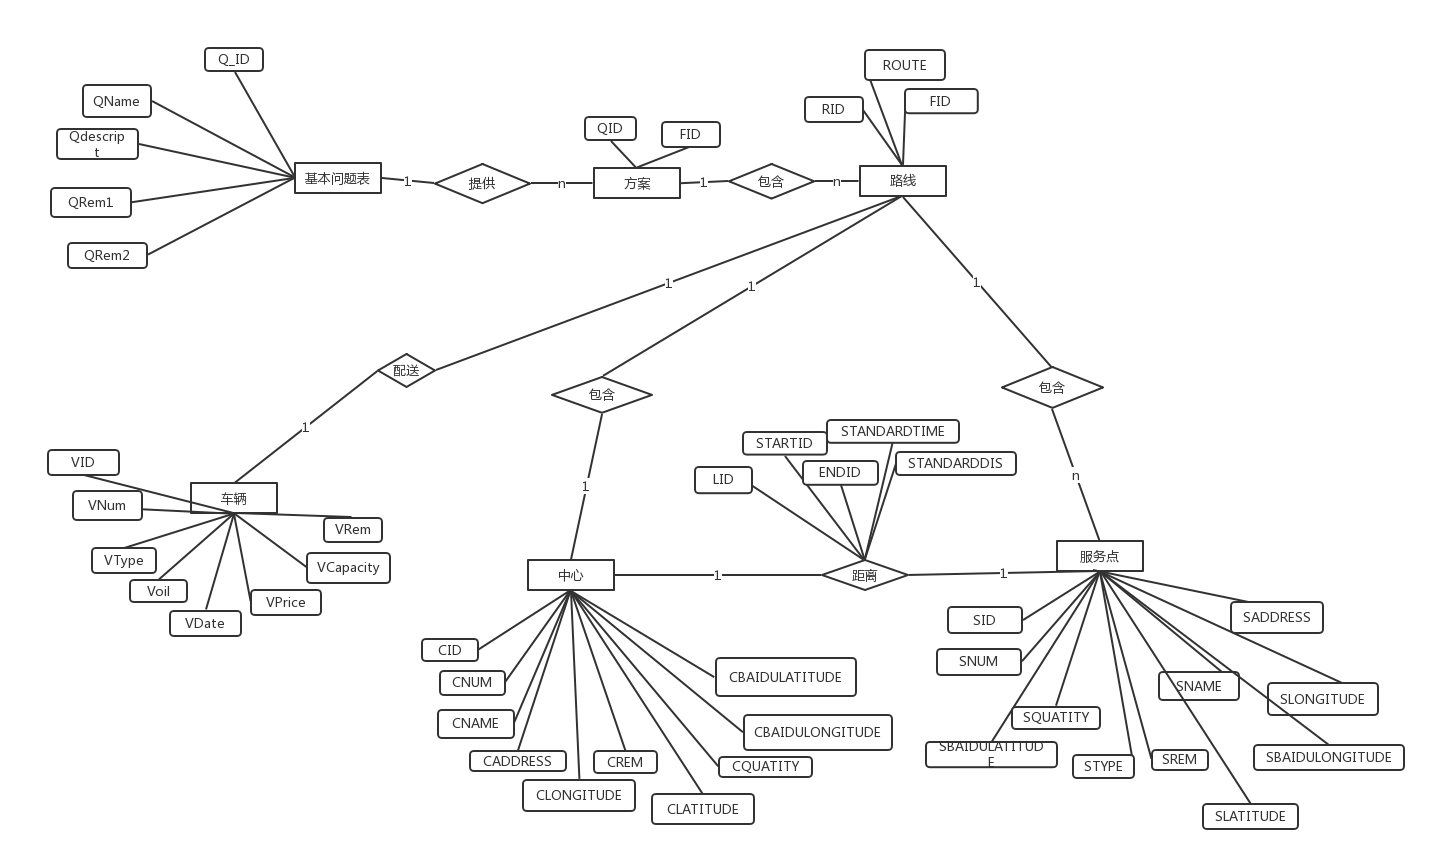 Q_ID
QName
Qdescrip
t
QRem1
QRem2
基本问题表
1
提供
n
QID
FID
方案
1
包含
n
ROUTE
RID
FID
路线
1
1
1
配送
包含
包含
1
1
n
VID
VNum
车辆
VRem
VType
VCapacity
Voil
VPrice
VDate
STANDARDTIME
STARTID
STANDARDDIS
ENDID
LID
中心
1
距离
1
服务点
CID
CNUM
CNAME
CADDRESS
CLONGITUDE
CREM
CLATITUDE
CQUATITY
CBAIDULONGITUDE
CBAIDULATITUDE
SID
SNUM
SQUATITY
SBAIDULATITUD
E
STYPE
SREM
SADDRESS
SNAME
SLONGITUDE
SBAIDULONGITUDE
SLATITUDE